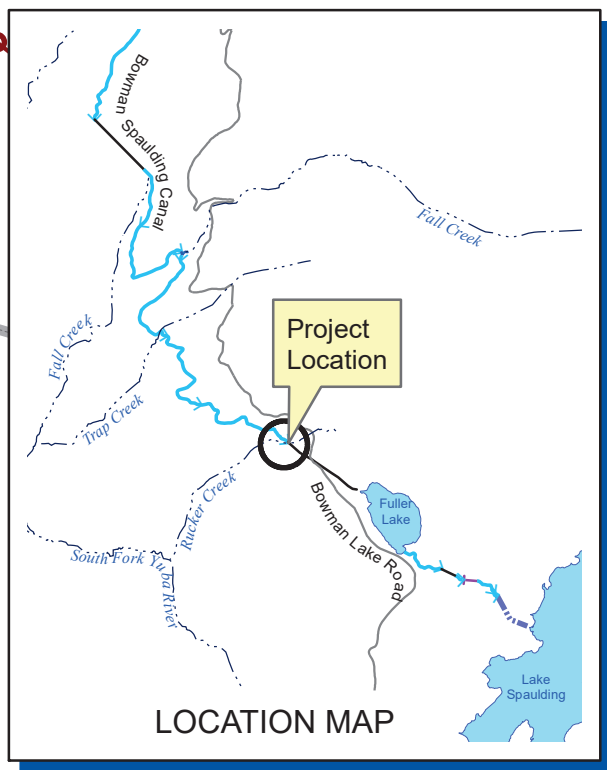 Bowman Spaulding Canal
Fall Creek
Project
Location
Fall Creek
Trap Creek
Rucker Creek
Fuller
Lake
Bowman Lake Road
South Fork Yuba River
Lake
Spaulding
LOCATION MAP